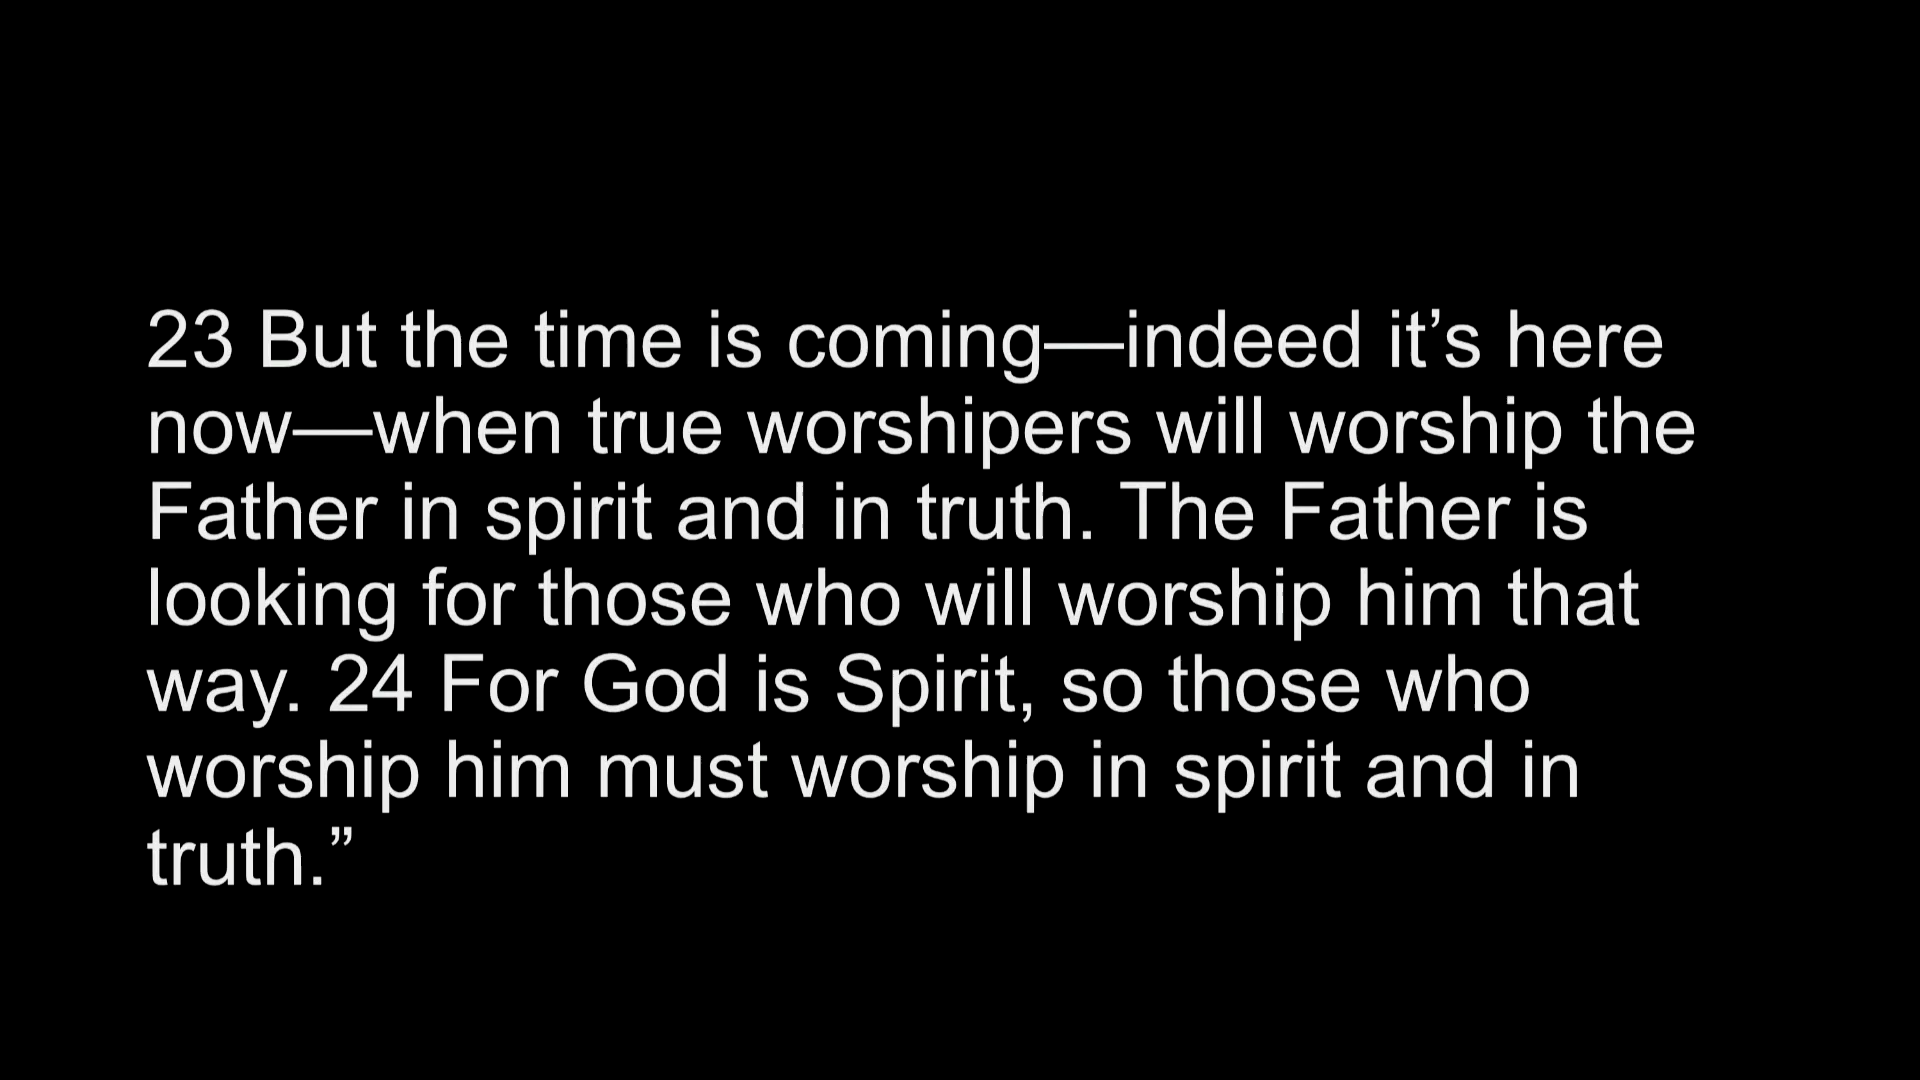 23 But the time is coming—indeed it’s here
now—when true worshipers will worship the
Father in spirit and in truth. The Father is
looking for those who will worship him that
way. 24 For God is Spirit, so those who
worship him must worship in spirit and in
truth.”